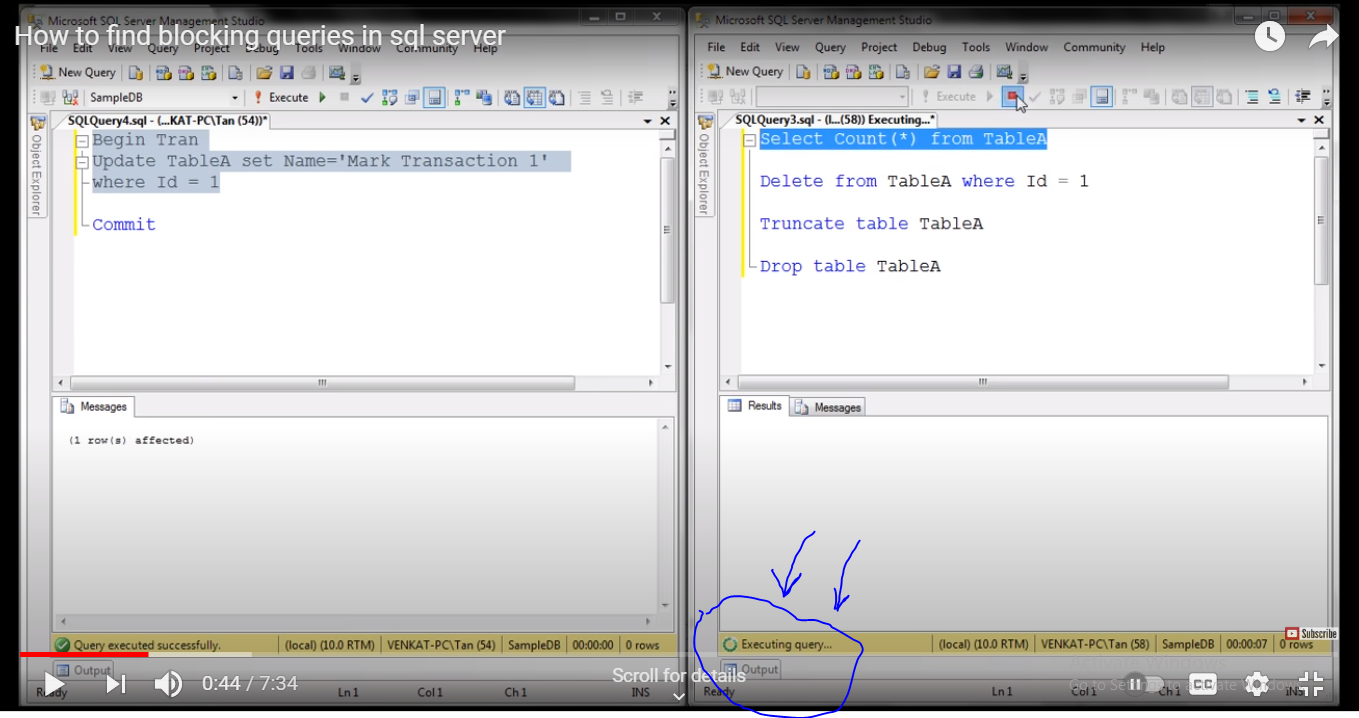 Microsoft SQL Server Management Studio
How to find blocking queries in sql server
File Edit View Query Project Debug Tools Window Community Help
New Query
SampleDB Execute
SQLQuery4.sql - (...KAT-PC\Tan (54))*
Object Explorer
Begin Tran
Update TableA set Name='Mark Transaction 1'
where Id = 1
Commit
Messages
(1 row(s) affected)
Query executed successfully. (local) (10.0 RTM) VENKAT-PC\Tan (54) SampleDB 00:00:00 0 rows
Output
Ready Ln 1 Col 1 Ch 1 INS
Microsoft SQL Server Management Studio
File Edit View Query Project Debug Tools Window Community Help
New Query
Execute
SQLQuery3.sql - (l...(58)) Executing...*
Object Explorer
Select Count(*) from TableA
Delete from TableA where Id = 1
Truncate table TableA
Drop table TableA
Results Messages
Subscribe
Executing query... (local) (10.0 RTM) VENKAT-PC\Tan (58) SampleDB 00:00:07 0 rows
Activate Windows
Output
Go to Settings to activate Windows.
Ready Ln 1 Col 1 Ch 1 INS
0:44 / 7:34
Scroll for details
CC